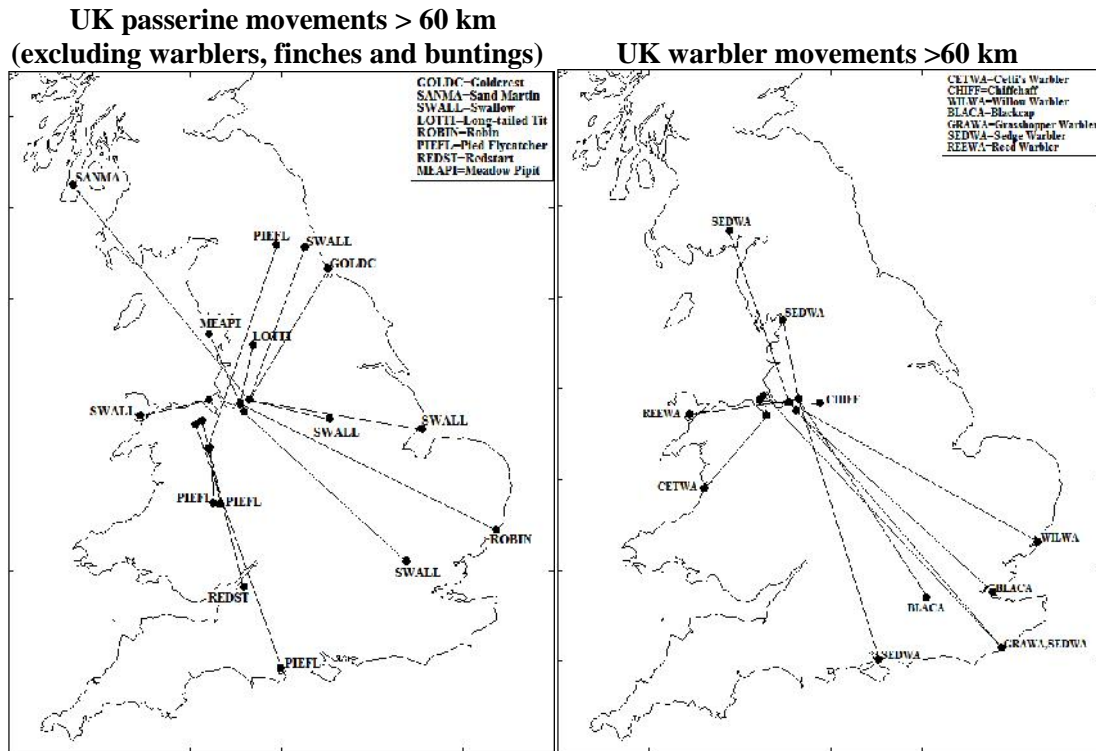 UK passerine movements > 60 km
(excluding warblers, finches and buntings)
GOLDC=Goldcrest
SANMA=Sand Martin
SWALL=Swallow
LOTTI=Long-tailed Tit
ROBIN=Robin
PIEFL=Pied Flycatcher
REDST=Redstart
MEAPI=Meadow Pipit
SANMA
PIEFL
SWALL
GOLDC
MEAPI
LOTTI
SWALL
SWALL
SWALL
PIEFL
PIEFL
ROBIN
SWALL
REDST
PIEFL
UK warbler movements >60 km
CETWA=Cetti's Warbler
CHIFF=Chiffchaff
WILWA=Willow Warbler
BLACA=Blackcap
GRAWA=Grasshopper Warbler
SEDWA=Sedge Warbler
REEWA=Reed Warbler
SEDWA
SEDWA
CHIFF
REEWA
CETWA
WILWA
BLACA
BLACA
GRAWA,SEDWA
SEDWA